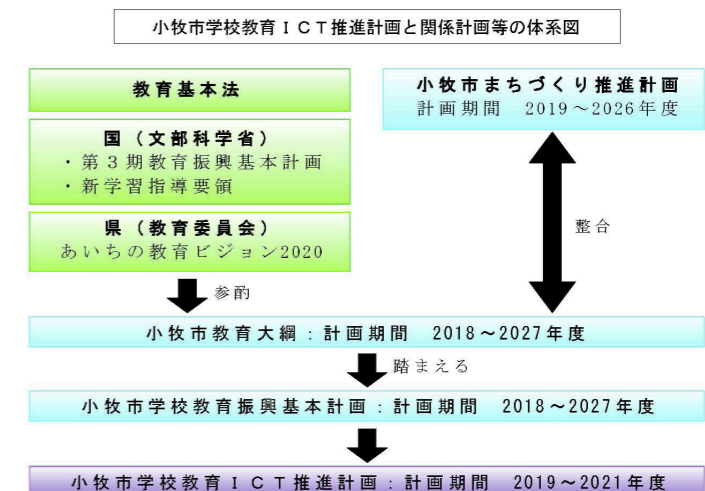 小牧市学校教育ＩＣＴ推進計画と関係計画等の体系図
教育基本法
国（文部科学省）
・第３期教育振興基本計画
・新学習指導要領
県（教育委員会）
あいちの教育ビジョン2020
小牧市まちづくり推進計画
計画期間　2019～2026年度
整合
参酌
小牧市教育大綱：計画期間　2018～2027年度
踏まえる
小牧市学校教育振興基本計画：計画期間　2018～2027年度
小牧市学校教育ＩＣＴ推進計画：計画期間　2019～2021年度